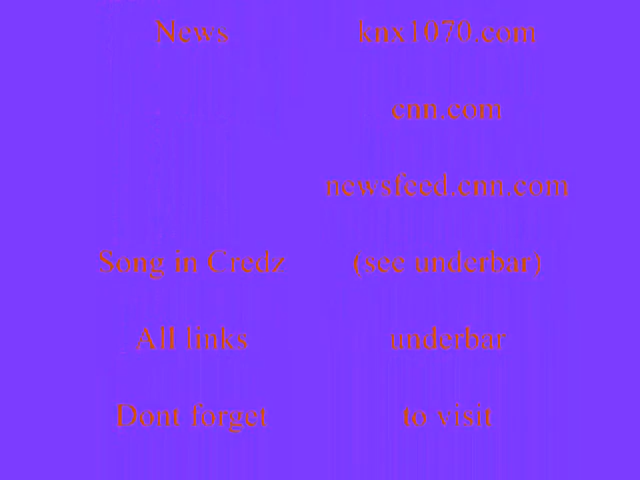 News knx1070.com
cnn.com
newsfeed.cnn.com
Song in Credz (see underbar)
All links underbar
Dont forget to visit